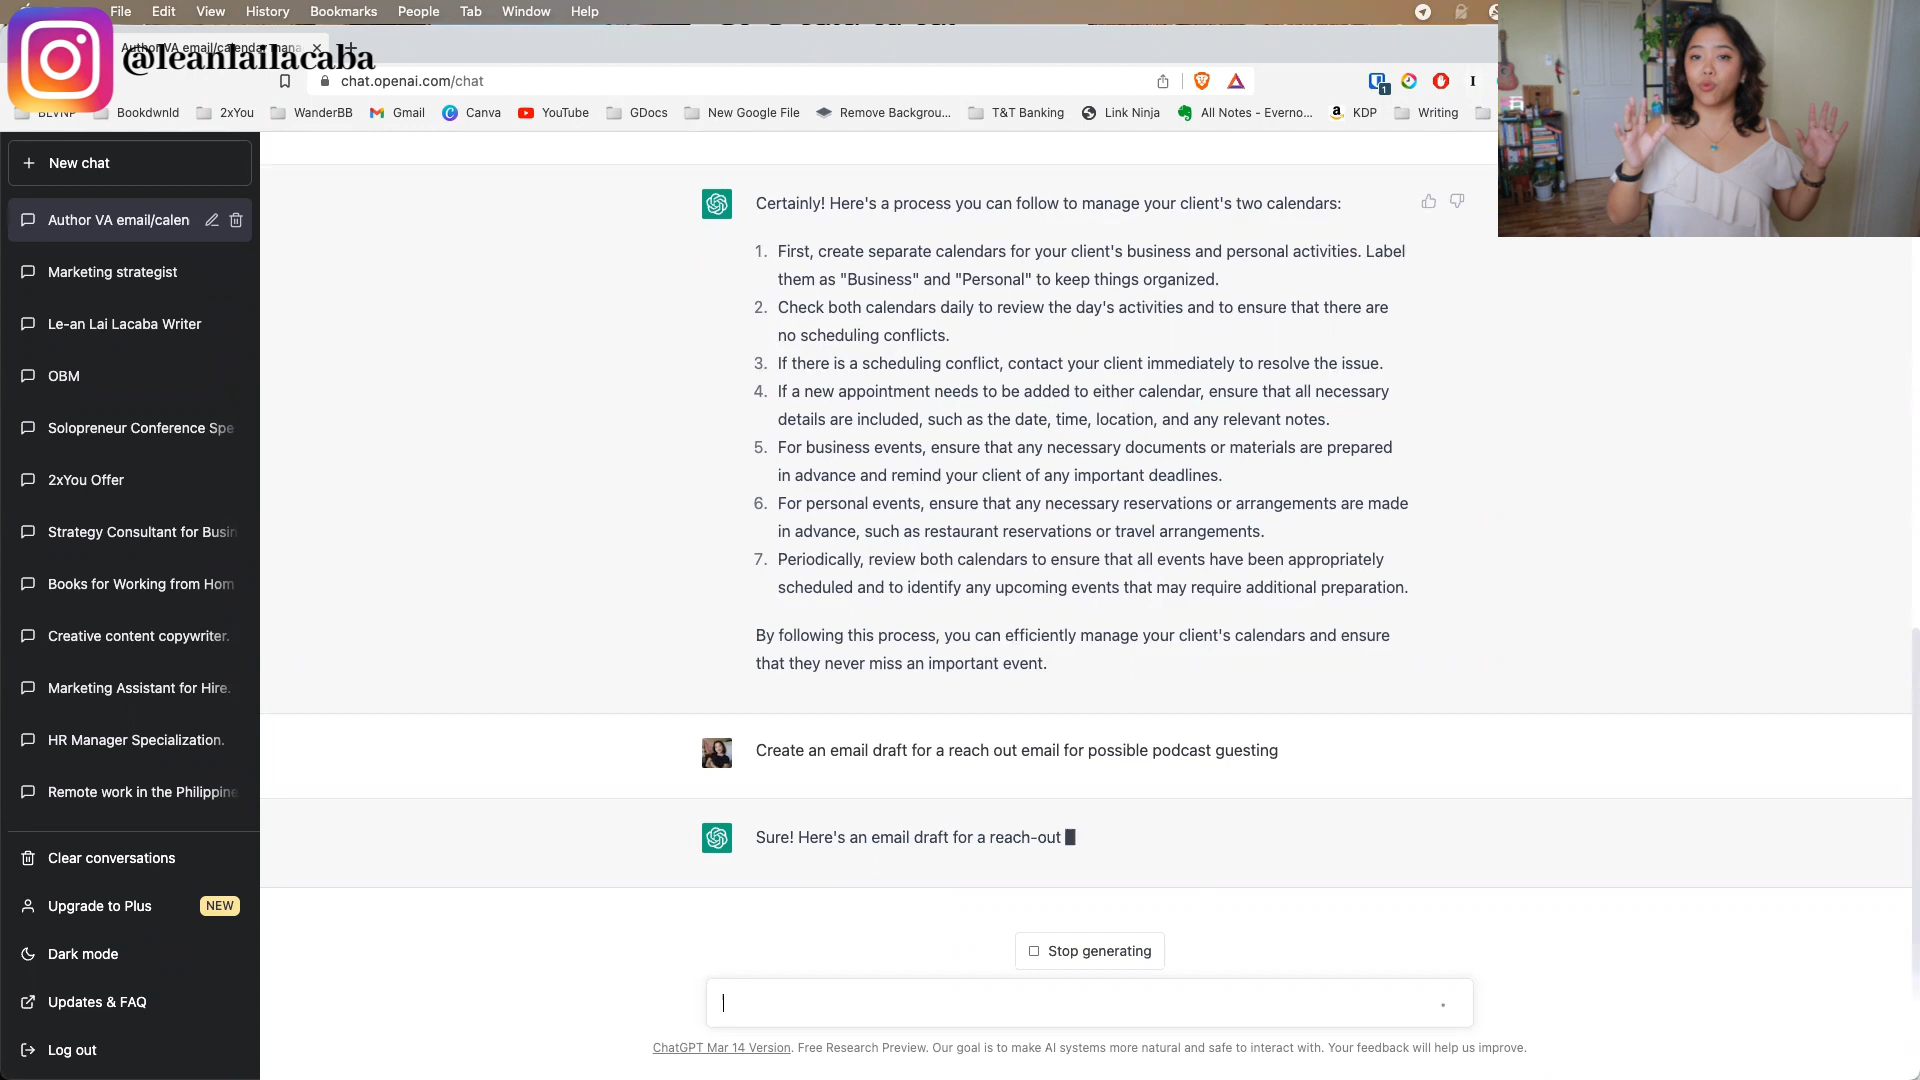 File Edit View History Bookmarks People Tab Window Help
@leanlailacaba
chat.openai.com/chat
1
Bookdwnld 2xYou WanderBB Gmail Canva YouTube GDocs New Google File Remove Backgrou... T&T Banking Link Ninja All Notes - Everno... KDP Writing
New chat
Author VA email/calen
Marketing strategist
Le-an Lai Lacaba Writer
OBM
Solopreneur Conference Spe
2xYou Offer
Strategy Consultant for Busin
Books for Working from Hom
Creative content copywriter.
Marketing Assistant for Hire.
HR Manager Specialization.
Remote work in the Philippine
Clear conversations
Upgrade to Plus NEW
Dark mode
Updates & FAQ
Log out
Certainly! Here's a process you can follow to manage your client's two calendars:
1. First, create separate calendars for your client's business and personal activities. Label
them as "Business" and "Personal" to keep things organized.
2. Check both calendars daily to review the day's activities and to ensure that there are
no scheduling conflicts.
3. If there is a scheduling conflict, contact your client immediately to resolve the issue.
4. If a new appointment needs to be added to either calendar, ensure that all necessary
details are included, such as the date, time, location, and any relevant notes.
5. For business events, ensure that any necessary documents or materials are prepared
in advance and remind your client of any important deadlines.
6. For personal events, ensure that any necessary reservations or arrangements are made
in advance, such as restaurant reservations or travel arrangements.
7. Periodically, review both calendars to ensure that all events have been appropriately
scheduled and to identify any upcoming events that may require additional preparation.
By following this process, you can efficiently manage your client's calendars and ensure
that they never miss an important event.
Create an email draft for a reach out email for possible podcast guesting
Sure! Here's an email draft for a reach-out
Stop generating
ChatGPT Mar 14 Version. Free Research Preview. Our goal is to make AI systems more natural and safe to interact with. Your feedback will help us improve.